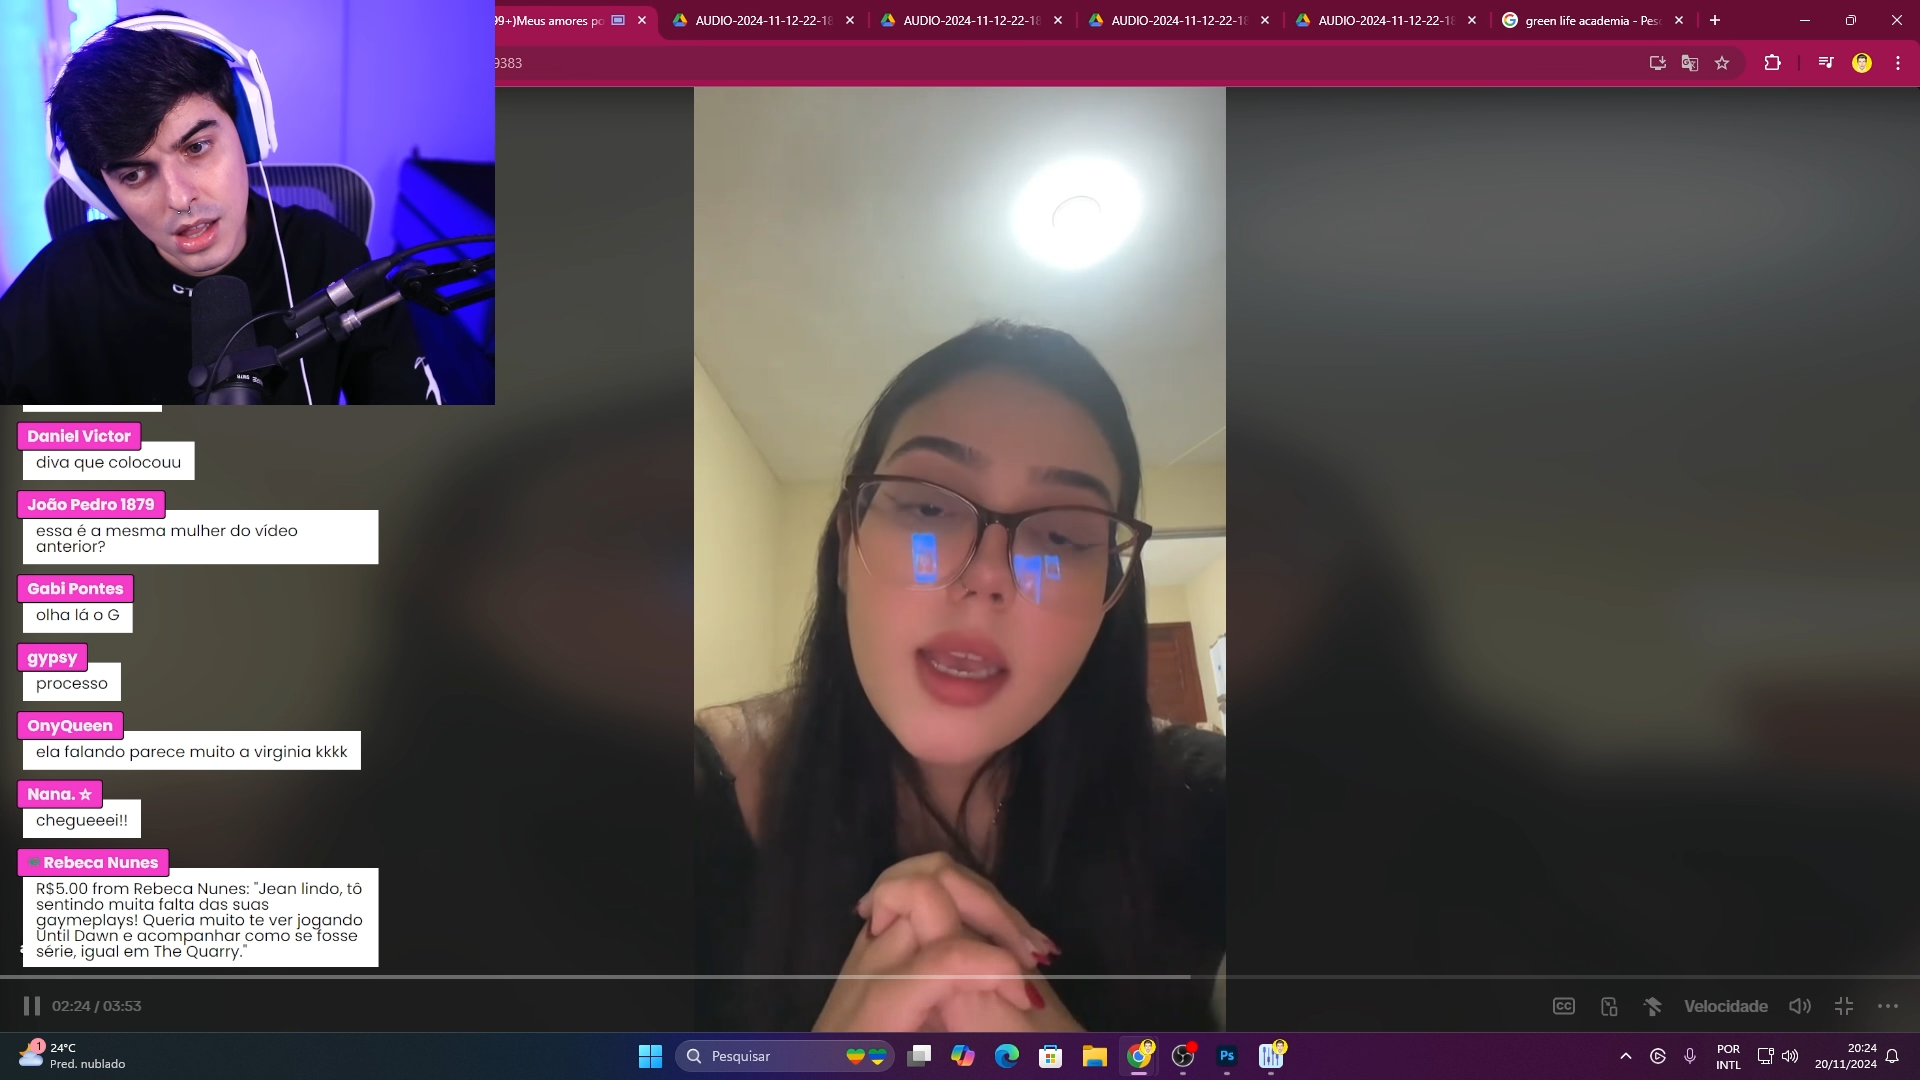 99+)Meus amores po
AUDIO-2024-11-12-22-18
AUDIO-2024-11-12-22-18
AUDIO-2024-11-12-22-18
AUDIO-2024-11-12-22-18
green life academia - Pes
9383
Daniel Victor
diva que colocouu
João Pedro 1879
essa é a mesma mulher do vídeo
anterior?
Gabi Pontes
olha lá o G
gypsy
processo
OnyQueen
ela falando parece muito a virginia kkkk
Nana. ☆
chegueeei!!
Rebeca Nunes
R$5.00 from Rebeca Nunes: "Jean lindo, tô
sentindo muita falta das suas
gaymeplays! Queria muito te ver jogando
Until Dawn e acompanhar como se fosse
série, igual em The Quarry."
02:24 / 03:53
CC
Velocidade
1
24°C
Pred. nublado
Pesquisar
Ps
POR
INTL
20:24
20/11/2024